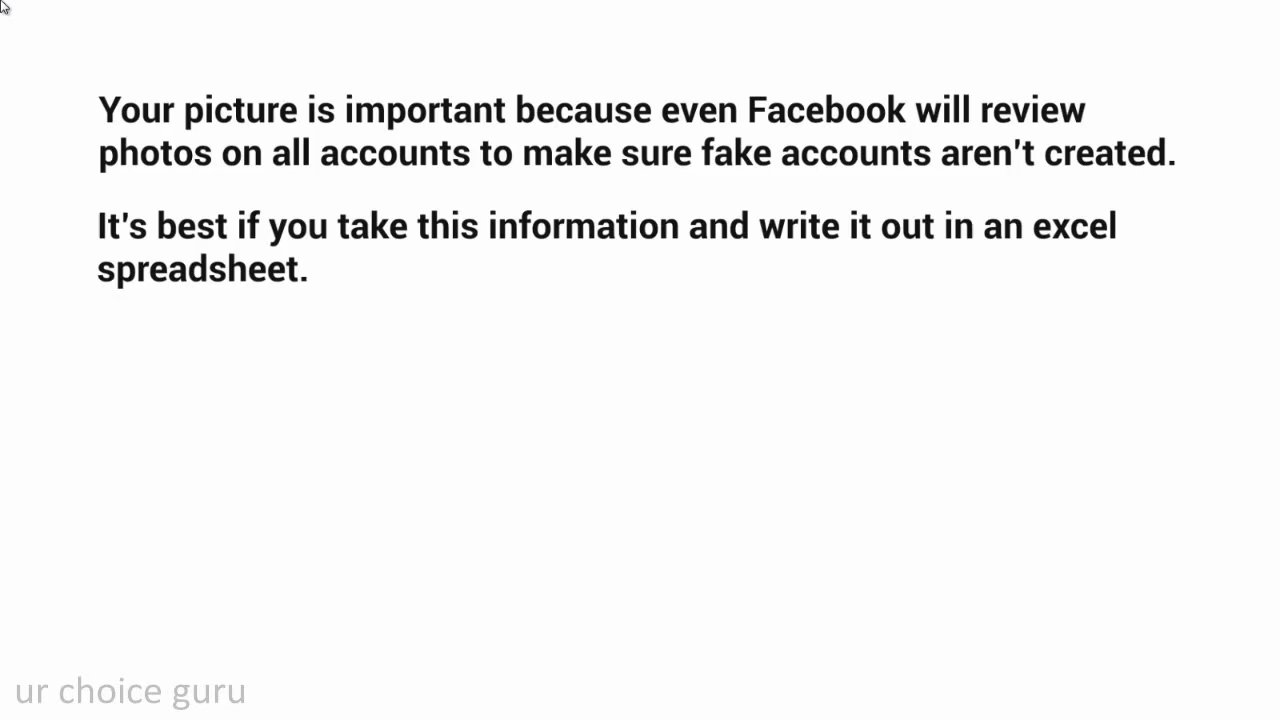 Your picture is important because even Facebook will review
photos on all accounts to make sure fake accounts aren't created.
It's best if you take this information and write it out in an excel
spreadsheet.
ur choice guru